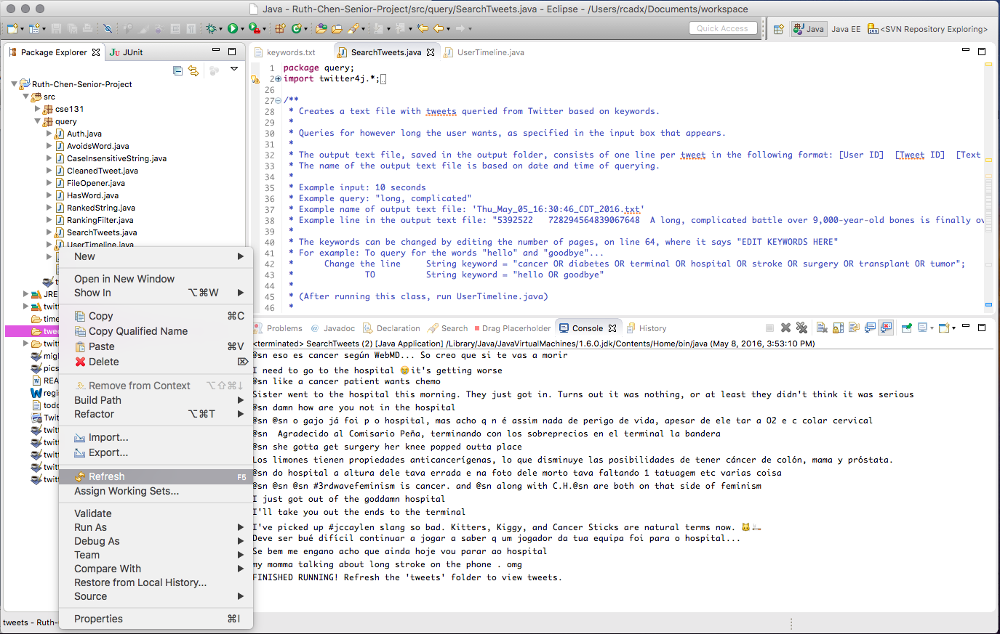 Java - Ruth-Chen-Senior-Project/src/query/SearchTweets.java - Eclipse - /Users/rcadx/Documents/workspace
Quick Access
Java
Java EE
<SVN Repository Exploring>
Package Explorer
JUnit
Ruth-Chen-Senior-Project
src
cse131
query
Auth.java
AvoidsWord.java
CaseInsensitiveString.java
CleanedTweet.java
FileOpener.java
HasWord.java
RankedString.java
RankingFilter.java
SearchTweets.java
UserTimeline.java
JRE
twitt
time
twee
twitt
migl
pics
REA
regi
todo
Twit
twitt
twitt
twitt
twitt
twitt
tweets - Ruth-
New
Open in New Window
Show In ⌥⌘W
Copy ⌘C
Copy Qualified Name
Paste ⌘V
Delete ⌦
Remove from Context ⌥⇧⌘↓
Build Path
Refactor ⌥⌘T
Import...
Export...
Refresh F5
Assign Working Sets...
Validate
Run As
Debug As
Team
Compare With
Restore from Local History...
Source
Properties ⌘I
keywords.txt
SearchTweets.java
UserTimeline.java
1 package query;
2 import twitter4j.*;
26
27 /**
28 * Creates a text file with tweets queried from Twitter based on keywords.
29 *
30 * Queries for however long the user wants, as specified in the input box that appears.
31 *
32 * The output text file, saved in the output folder, consists of one line per tweet in the following format: [User ID] [Tweet ID] [Text
33 * The name of the output text file is based on date and time of querying.
34 *
35 * Example input: 10 seconds
36 * Example query: "long, complicated"
37 * Example name of output text file: 'Thu_May_05_16:30:46_CDT_2016.txt'
38 * Example line in the output text file: "5392522 728294564839067648 A long, complicated battle over 9,000-year-old bones is finally ov
39 *
40 * The keywords can be changed by editing the number of pages, on line 64, where it says "EDIT KEYWORDS HERE"
41 * For example: To query for the words "hello" and "goodbye"...
42 * Change the line String keyword = "cancer OR diabetes OR terminal OR hospital OR stroke OR surgery OR transplant OR tumor";
43 * TO String keyword = "hello OR goodbye"
44 *
45 * (After running this class, run UserTimeline.java)
46 *
Problems
@ Javadoc
Declaration
Search
Drag Placeholder
Console
History
<terminated> SearchTweets (2) [Java Application] /Library/Java/JavaVirtualMachines/1.6.0.jdk/Contents/Home/bin/java (May 8, 2016, 3:53:10 PM)
@sn eso es cancer según WebMD... So creo que si te vas a morir
I need to go to the hospital 😭it's getting worse
@sn like a cancer patient wants chemo
Sister went to the hospital this morning. They just got in. Turns out it was nothing, or at least they didn't think it was serious
@sn damn how are you not in the hospital
@sn @sn o gajo já foi p o hospital, mas acho q n é assim nada de perigo de vida, apesar de ele tar a O2 e c colar cervical
@sn  Agradecido al Comisario Peña, terminando con los sobreprecios en el terminal la bandera
@sn she gotta get surgery her knee popped outta place
Los limones tienen propiedades anticancerígenas, lo que disminuye las posibilidades de tener cáncer de colón, mama y próstata.
@sn do hospital a altura dele tava errada e na foto dele morto tava faltando 1 tatuagem etc varias coisa
@sn @sn @sn #3rdwavefeminism is cancer. and @sn along with C.H.@sn are both on that side of feminism
I just got out of the goddamn hospital
I'll take you out the ends to the terminal
I've picked up #jccaylen slang so bad. Kitters, Kiggy, and Cancer Sticks are natural terms now. 🐱🚬
Deve ser bué difícil continuar a jogar a saber q um jogador da tua equipa foi para o hospital...
Se bem me engano acho que ainda hoje vou parar ao hospital
my momma talking about long stroke on the phone . omg
FINISHED RUNNING! Refresh the 'tweets' folder to view tweets.